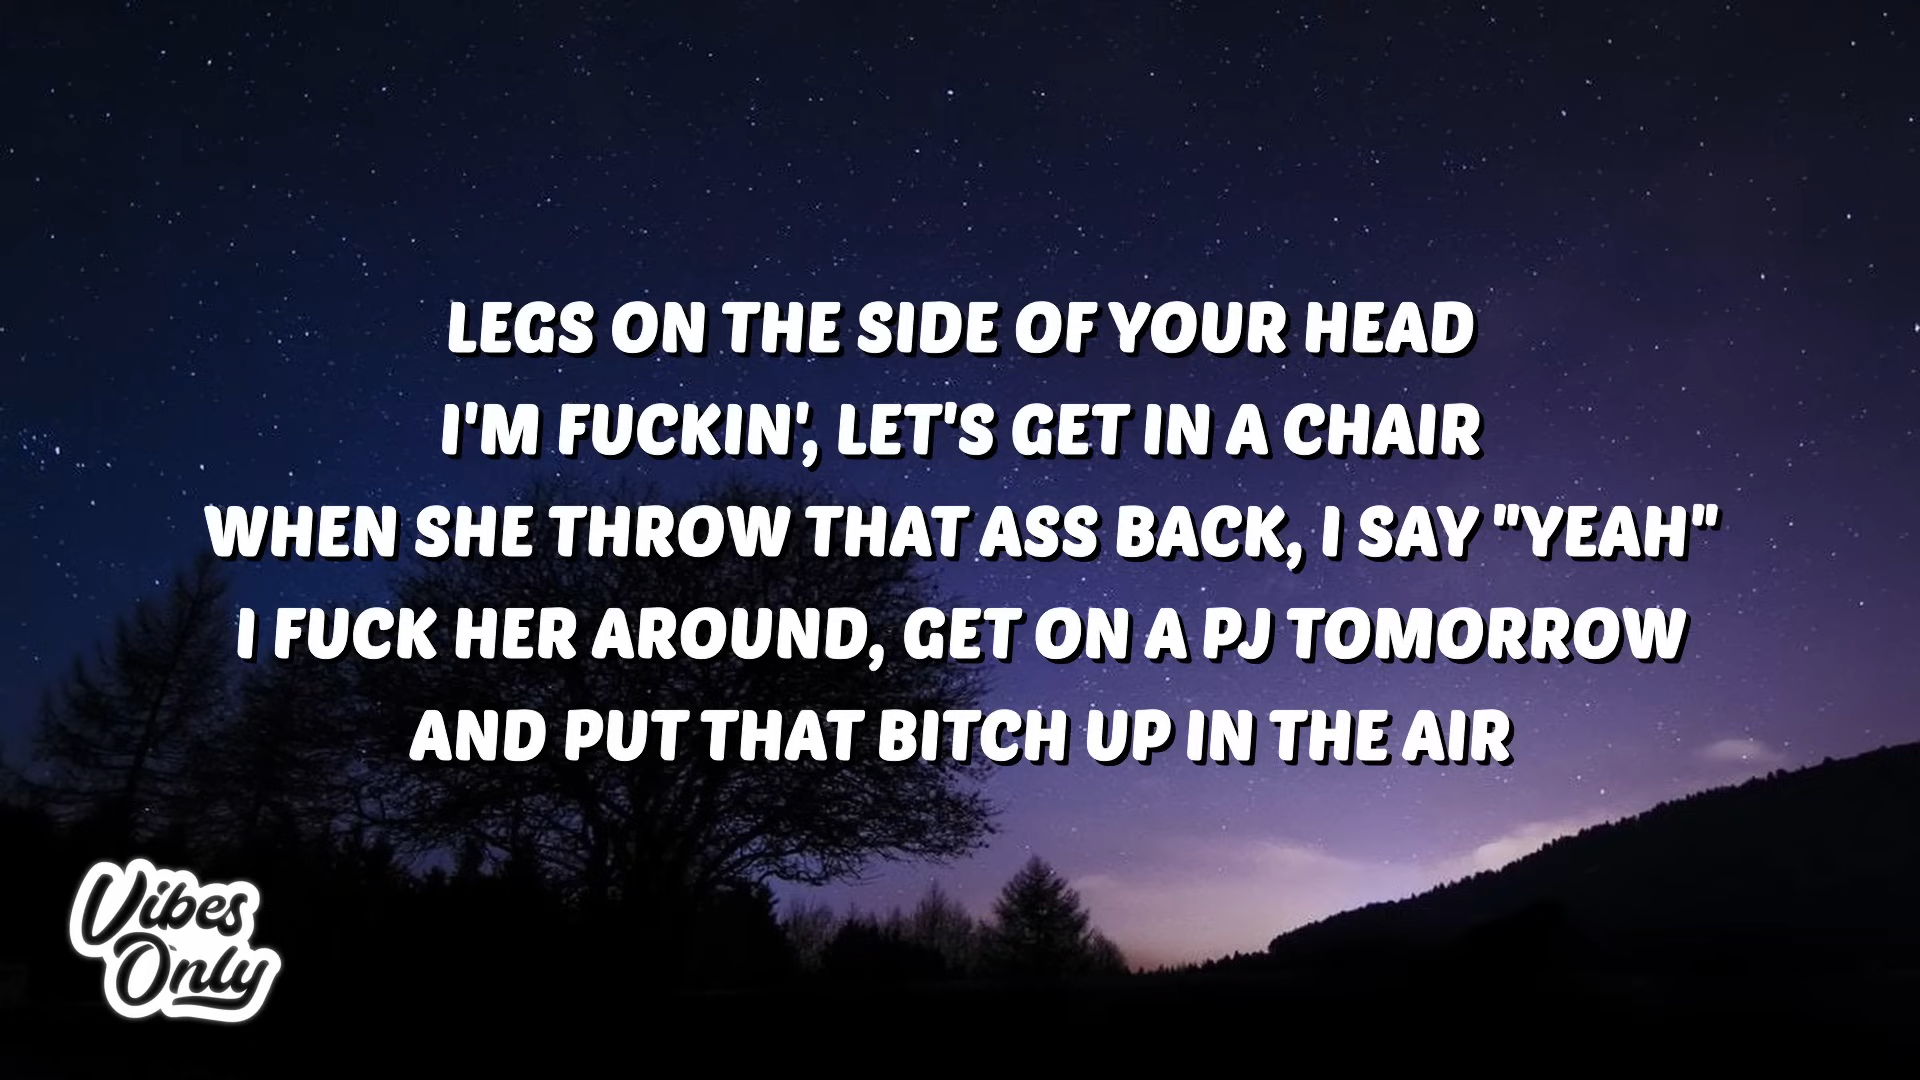 LEGS ON THE SIDE OF YOUR HEAD
I'M FUCKIN', LET'S GET IN A CHAIR
WHEN SHE THROW THAT ASS BACK, I SAY "YEAH"
I FUCK HER AROUND, GET ON A PJ TOMORROW
AND PUT THAT BITCH UP IN THE AIR
Vibes
Only